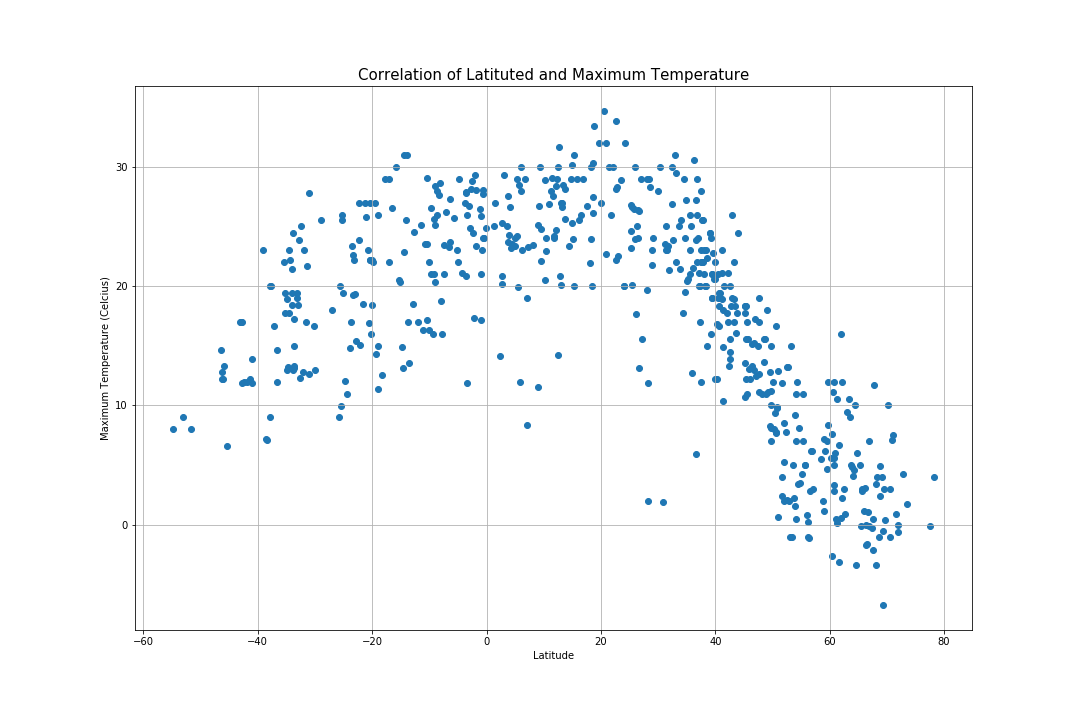 Correlation of Latituted and Maximum Temperature
Maximum Temperature (Celcius)
30
20
10
0
−60 −40 −20 0 20 40 60 80
Latitude